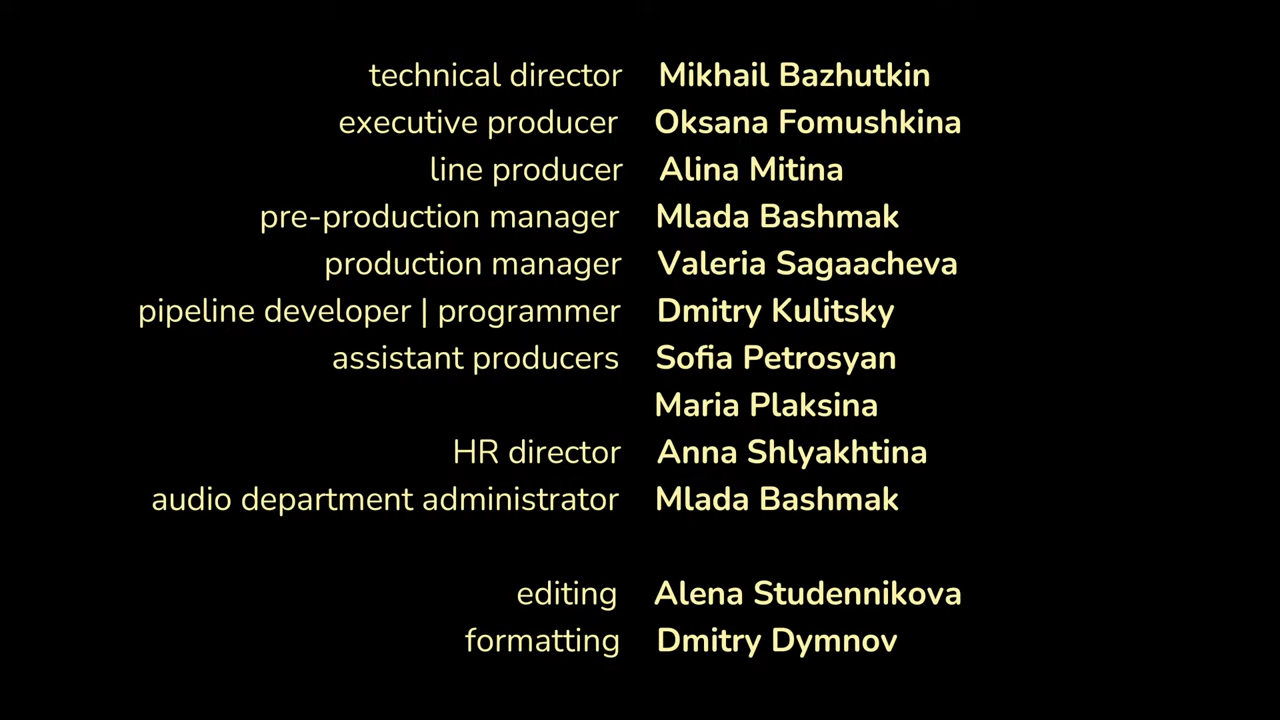 technical director Mikhail Bazhutkin
executive producer Oksana Fomushkina
line producer Alina Mitina
pre-production manager Mlada Bashmak
production manager Valeria Sagaacheva
pipeline developer | programmer Dmitry Kulitsky
assistant producers Sofia Petrosyan
Maria Plaksina
HR director Anna Shlyakhtina
audio department administrator Mlada Bashmak
editing Alena Studennikova
formatting Dmitry Dymnov